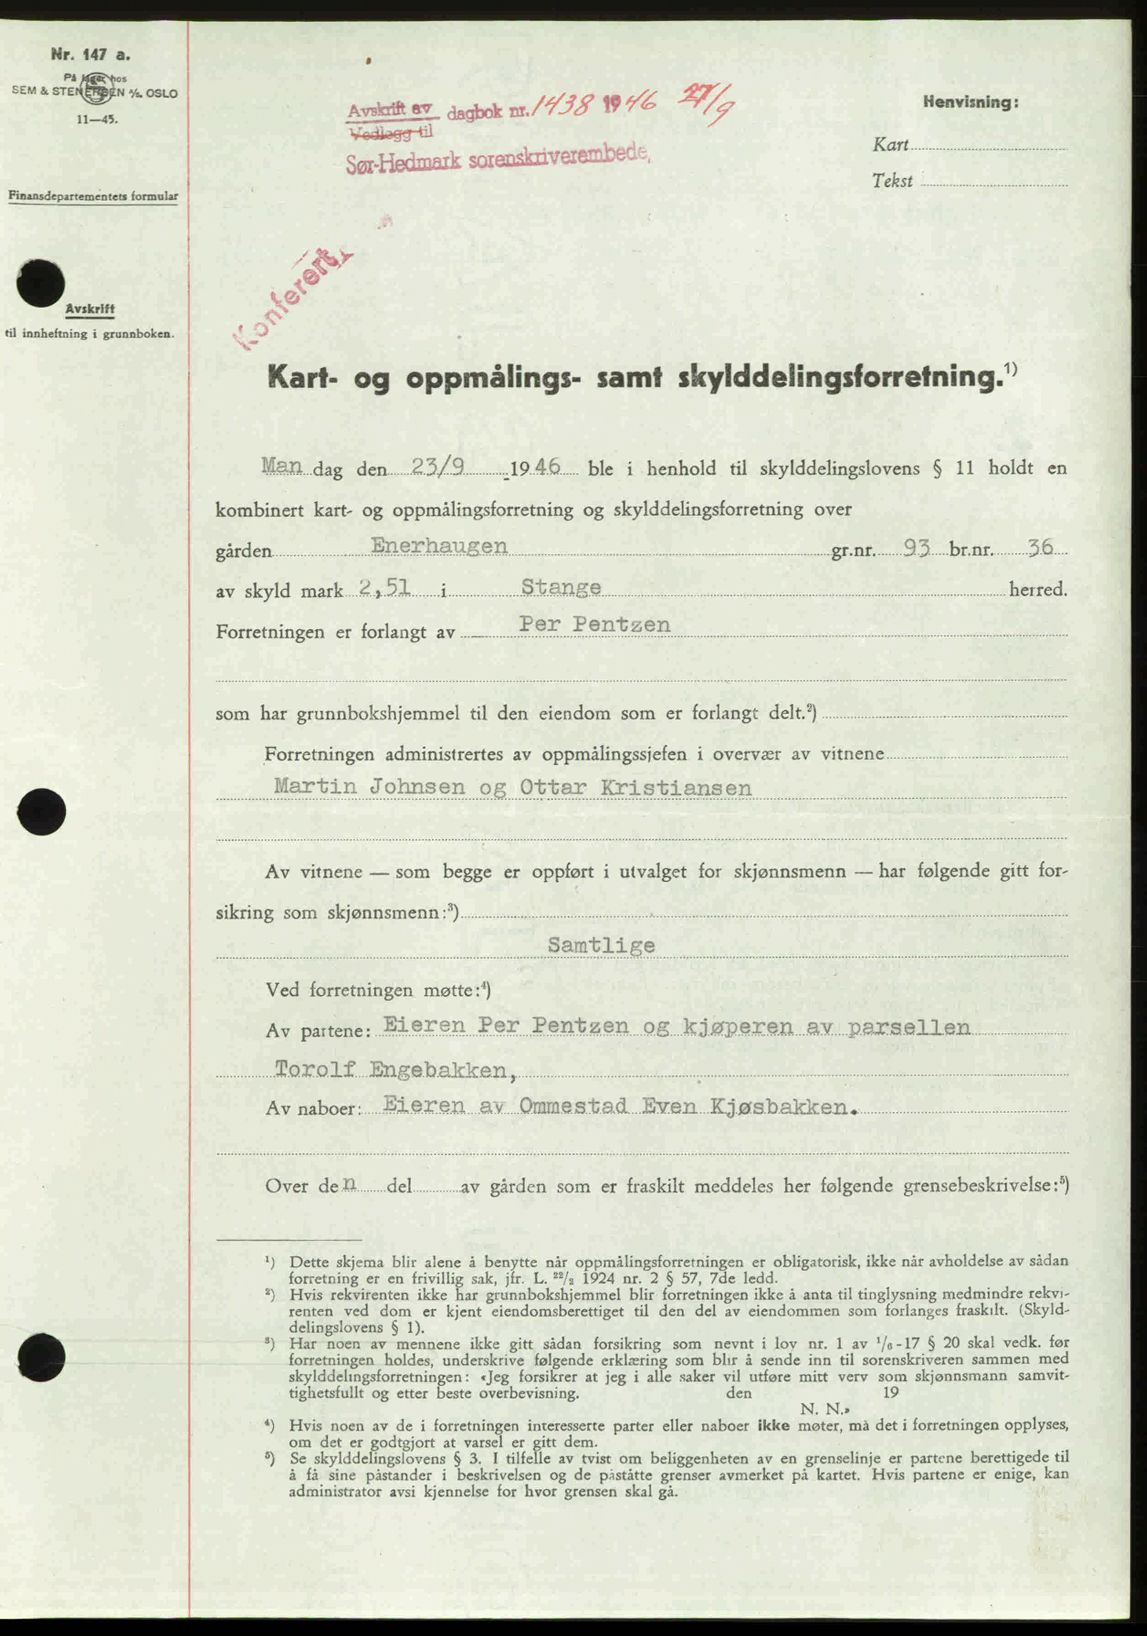 Nr. 147 a.
På lager hos
SEM & STENERSEN A/S. OSLO
11—45.
Finansdepartementets formular
Avskrift
til innheftning i grunnboken.
Avskrift av dagbok nr. 1438 1946 27/9
Vedlegg til
Sør-Hedmark sorenskriverembede,
Henvisning:
Kart
Tekst
Konferert
Kart- og oppmålings- samt skylddelingsforretning.¹)
Man dag den 23/9 1946 ble i henhold til skylddelingslovens § 11 holdt en
kombinert kart- og oppmålingsforretning og skylddelingsforretning over
gården Enerhaugen gr.nr. 93 br.nr. 36
av skyld mark 2,51 i Stange herred.
Forretningen er forlangt av Per Pentzen
som har grunnbokshjemmel til den eiendom som er forlangt delt.²)
Forretningen administrertes av oppmålingssjefen i overvær av vitnene
Martin Johnsen og Ottar Kristiansen
Av vitnene — som begge er oppført i utvalget for skjønnsmenn — har følgende gitt for-
sikring som skjønnsmenn:³)
Samtlige
Ved forretningen møtte:⁴)
Av partene: Eieren Per Pentzen og kjøperen av parsellen
Torolf Engebakken,
Av naboer: Eieren av Ommestad Even Kjøsbakken.
Over den del av gården som er fraskilt meddeles her følgende grensebeskrivelse:⁵)
¹) Dette skjema blir alene å benytte når oppmålingsforretningen er obligatorisk, ikke når avholdelse av sådan
forretning er en frivillig sak, jfr. L. ²²/₂ 1924 nr. 2 § 57, 7de ledd.
²) Hvis rekvirenten ikke har grunnbokshjemmel blir forretningen ikke å anta til tinglysning medmindre rekvi-
renten ved dom er kjent eiendomsberettiget til den del av eiendommen som forlanges fraskilt. (Skyld-
delingslovens § 1).
³) Har noen av mennene ikke gitt sådan forsikring som nevnt i lov nr. 1 av ¹/₆-17 § 20 skal vedk. før
forretningen holdes, underskrive følgende erklæring som blir å sende inn til sorenskriveren sammen med
skylddelingsforretningen: «Jeg forsikrer at jeg i alle saker vil utføre mitt verv som skjønnsmann samvit-
tighetsfullt og etter beste overbevisning. den 19
N. N.»
⁴) Hvis noen av de i forretningen interesserte parter eller naboer ikke møter, må det i forretningen opplyses,
om det er godtgjort at varsel er gitt dem.
⁵) Se skylddelingslovens § 3. I tilfelle av tvist om beliggenheten av en grenselinje er partene berettigede til
å få sine påstander i beskrivelsen og de påståtte grenser avmerket på kartet. Hvis partene er enige, kan
administrator avsi kjennelse for hvor grensen skal gå.